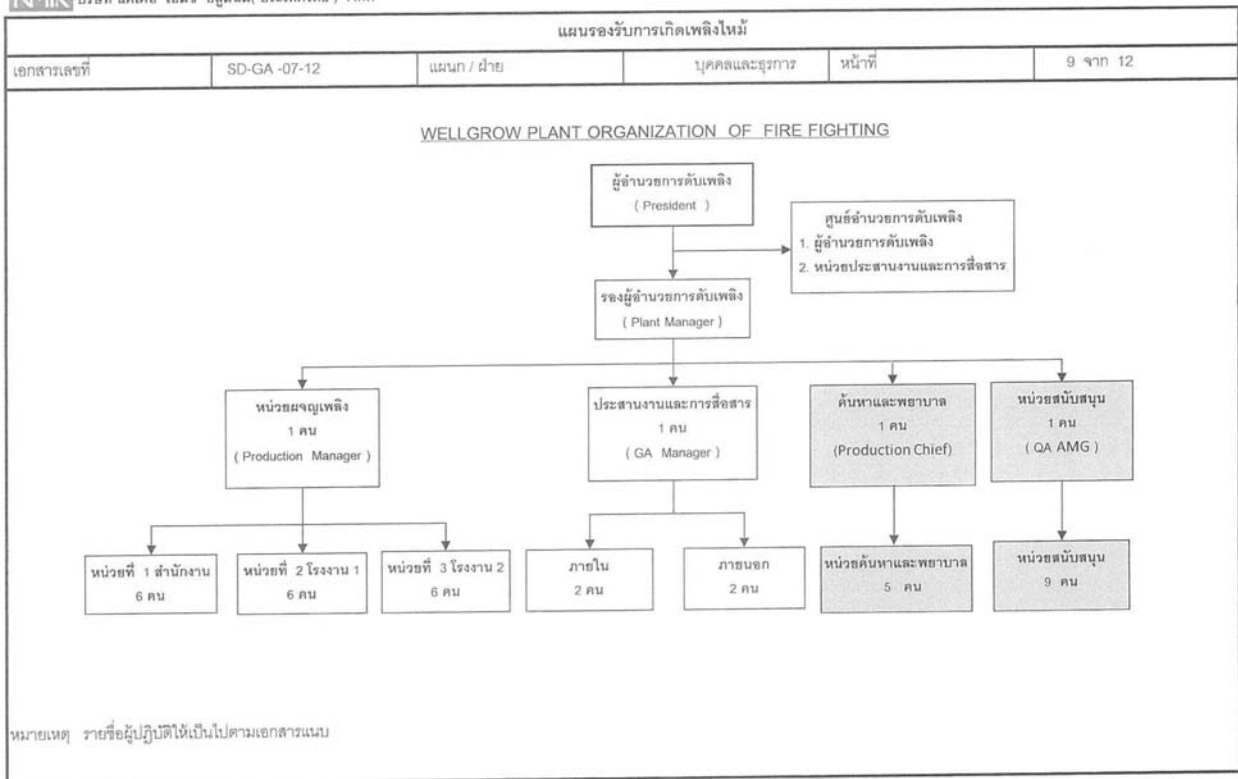 แผนรองรับการเกิดเพลิงไหม้
เอกสารเลขที่ SD-GA -07-12 แผนก / ฝ่าย บุคคลและธุรการ หน้าที่ 9 จาก 12
WELLGROW PLANT ORGANIZATION OF FIRE FIGHTING
ผู้อำนวยการดับเพลิง
( President )
ศูนย์อำนวยการดับเพลิง
1. ผู้อำนวยการดับเพลิง
2. หน่วยประสานงานและการสื่อสาร
รองผู้อำนวยการดับเพลิง
( Plant Manager )
หน่วยผจญเพลิง
1 คน
( Production Manager )
ประสานงานและการสื่อสาร
1 คน
( GA Manager )
ค้นหาและพยาบาล
1 คน
(Production Chief)
หน่วยสนับสนุน
1 คน
( QA AMG )
หน่วยที่ 1 สำนักงาน
6 คน
หน่วยที่ 2 โรงงาน 1
6 คน
หน่วยที่ 3 โรงงาน 2
6 คน
ภายใน
2 คน
ภายนอก
2 คน
หน่วยค้นหาและพยาบาล
5 คน
หน่วยสนับสนุน
9 คน
หมายเหตุ รายชื่อผู้ปฏิบัติให้เป็นไปตามเอกสารแนบ